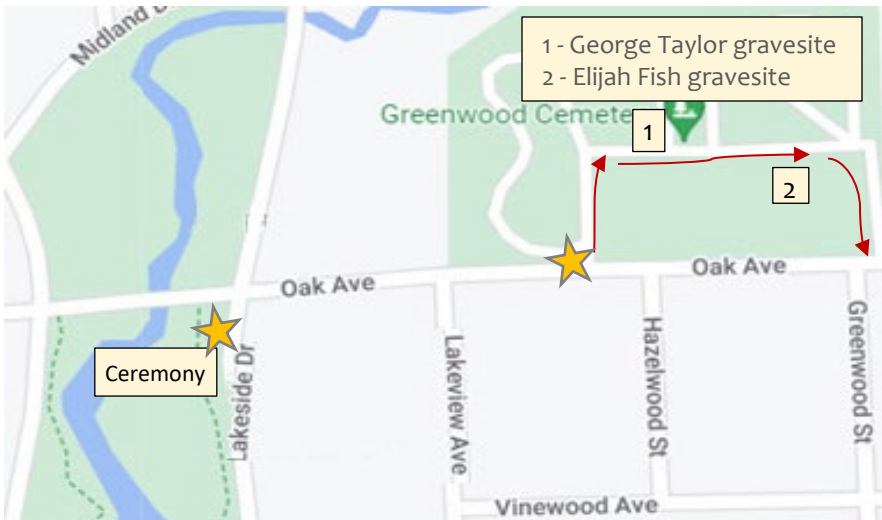 Midland
1 - George Taylor gravesite
2 - Elijah Fish gravesite
Greenwood Cemete
1
2
Oak Ave
Oak Ave
Ceremony
Lakeside Dr
Lakeview Ave
Hazelwood St
Greenwood St
Vinewood Ave